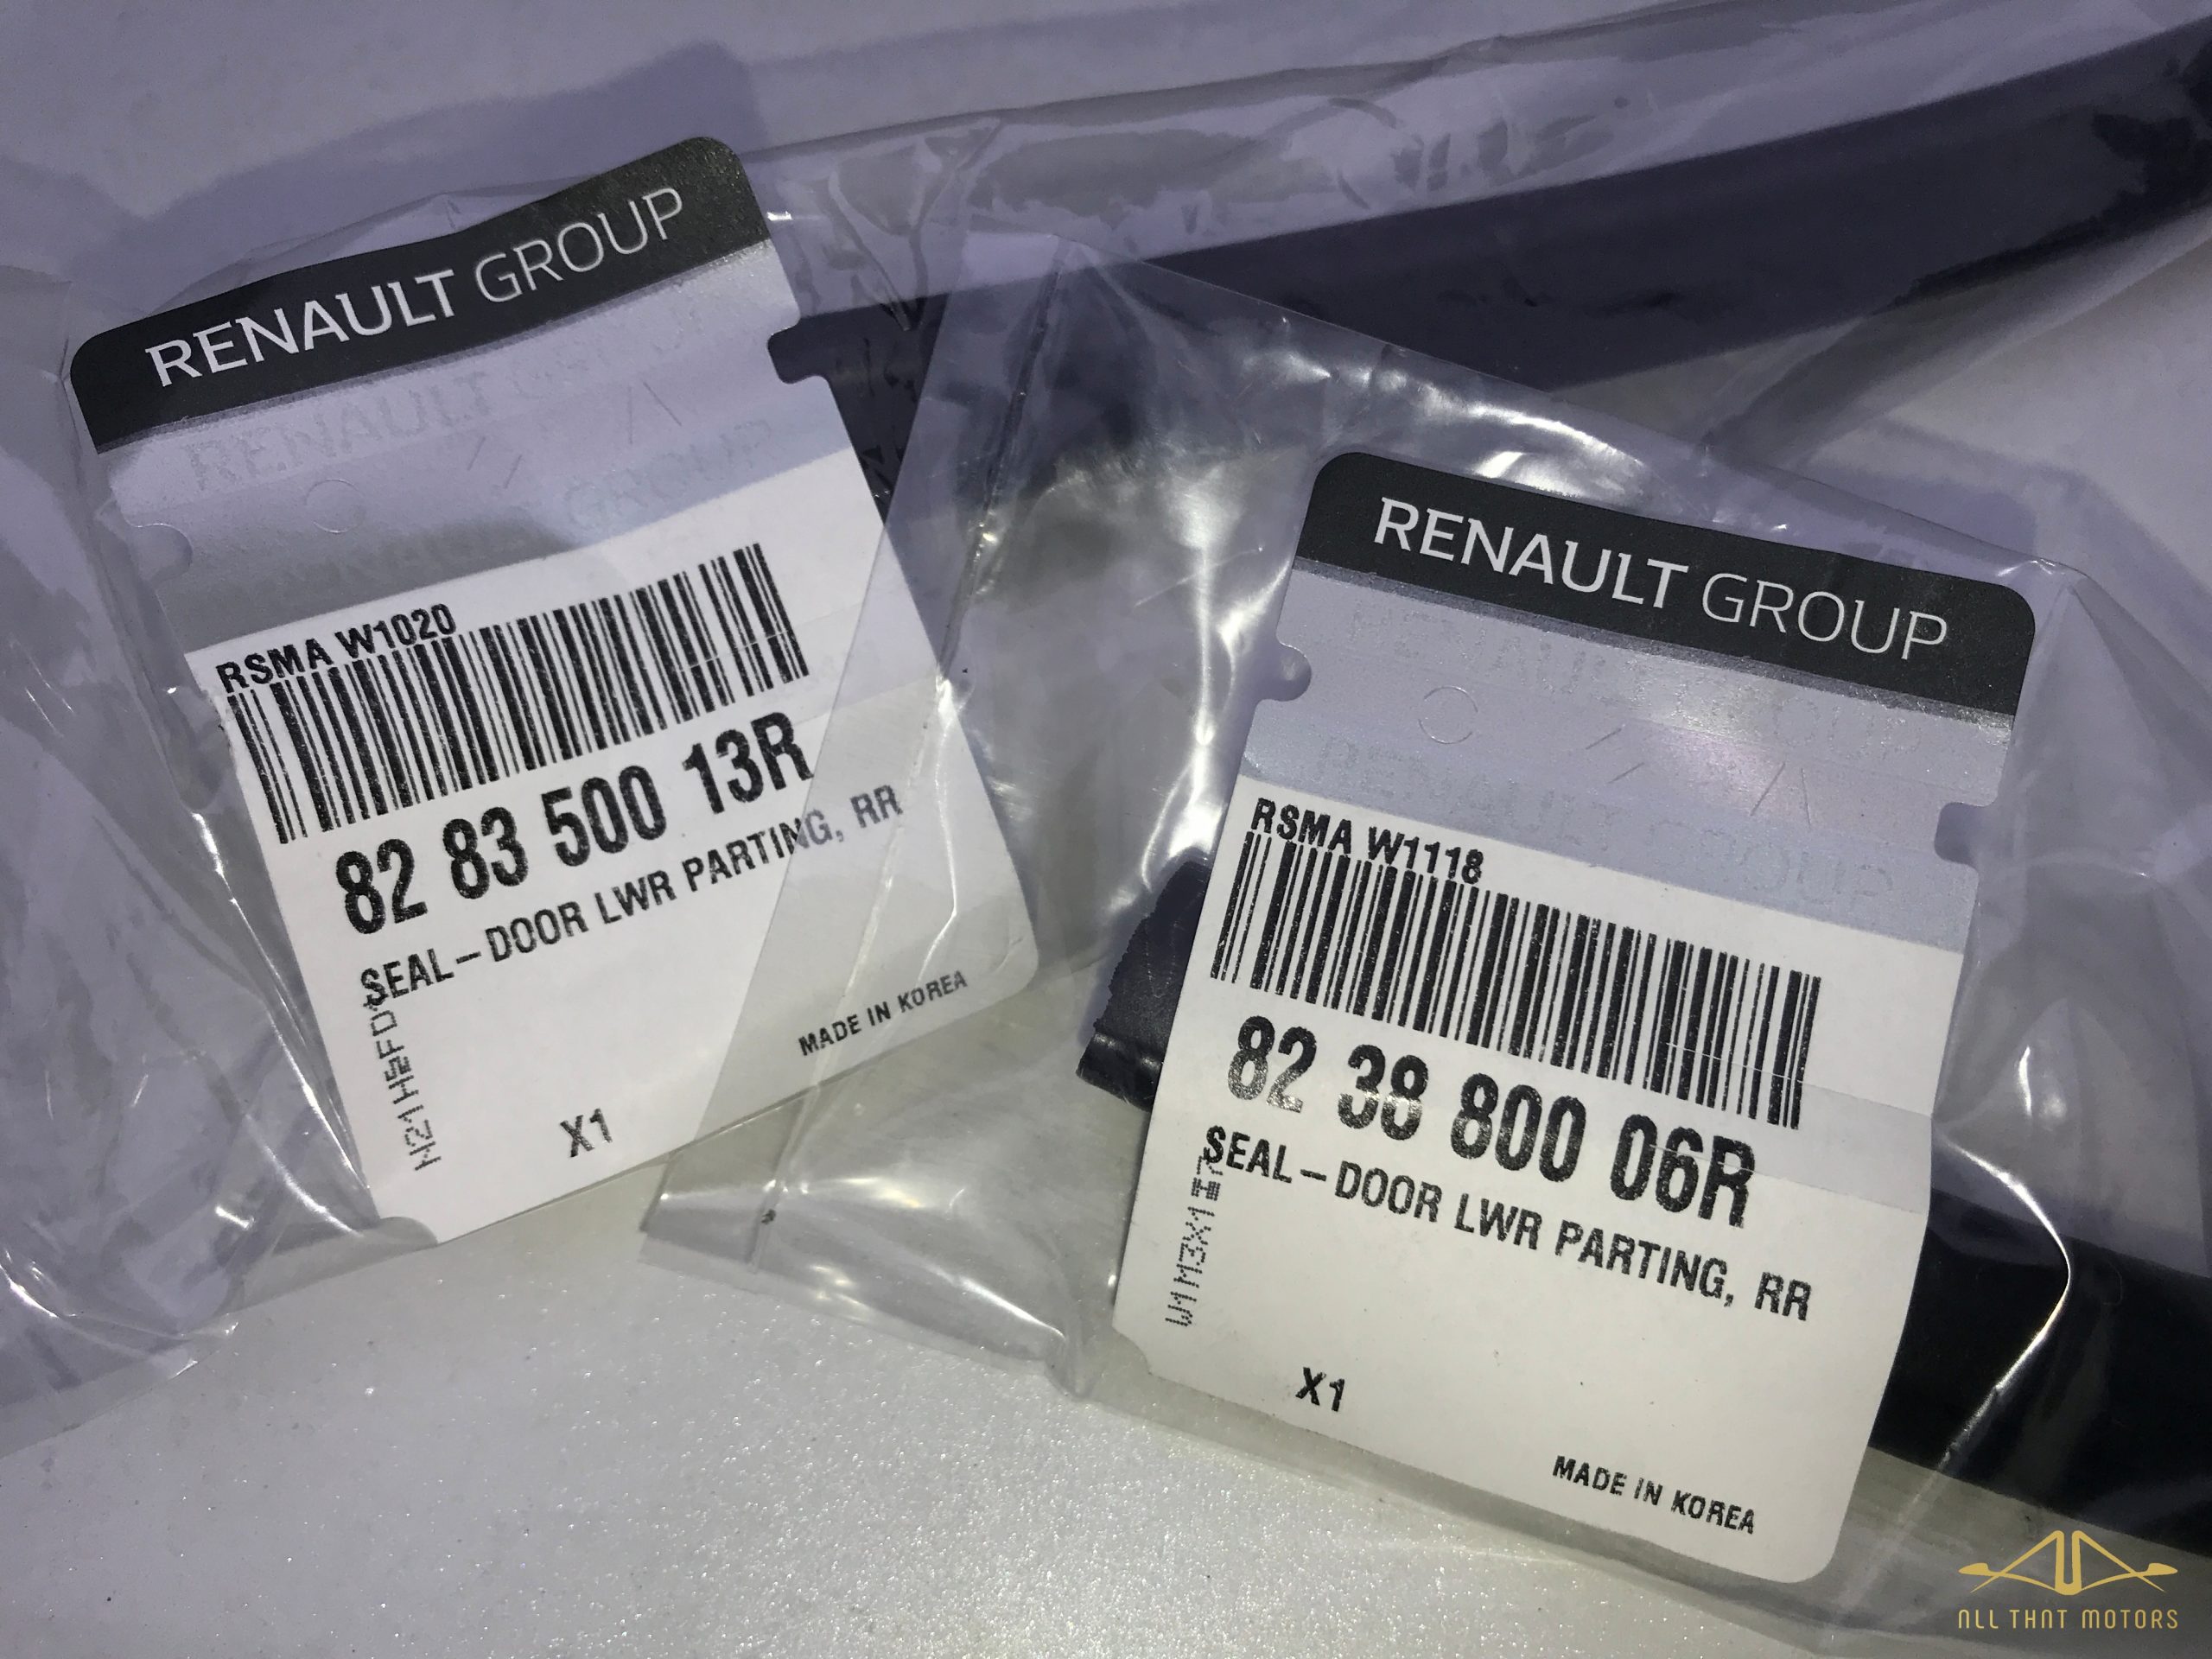 RENAULT GROUP
RSMA W1020
82 83 500 13R
SEAL-DOOR LWR PARTING, RR
MADE IN KOREA
X1
RENAULT GROUP
RSMA W1118
82 38 800 06R
SEAL-DOOR LWR PARTING, RR
X1
MADE IN KOREA
ALL THAT MOTORS